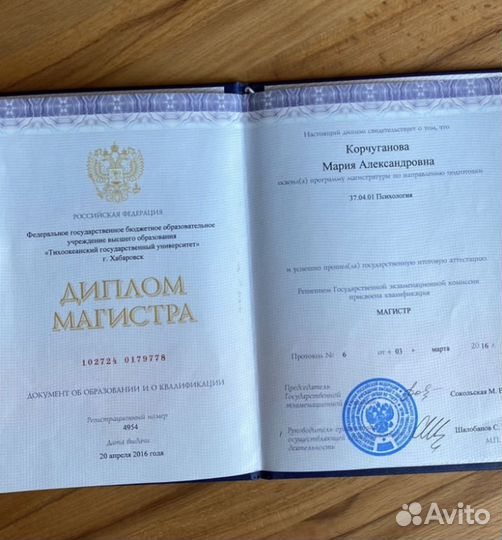 РОССИЙСКАЯ ФЕДЕРАЦИЯ
Федеральное государственное бюджетное образовательное
учреждение высшего образования
«Тихоокеанский государственный университет»
г. Хабаровск
ДИПЛОМ
МАГИСТРА
102724 0179778
ДОКУМЕНТ ОБ ОБРАЗОВАНИИ И О КВАЛИФИКАЦИИ
Регистрационный номер
4954
Дата выдачи
20 апреля 2016 года
Настоящий диплом свидетельствует о том, что
Корчуганова
Мария Александровна
освоил(а) программу магистратуры по направлению подготовки
37.04.01 Психология
и успешно прошел(ла) государственную итоговую аттестацию
Решением Государственной экзаменационной комиссии
присвоена квалификация
МАГИСТР
Протокол № 6 от « 03 » марта 2016 г.
Председатель
Государственной
экзаменационной
Сокольская М.
Руководитель
осуществляющей
деятельность
Шалобанов С.
М.П.
Avito